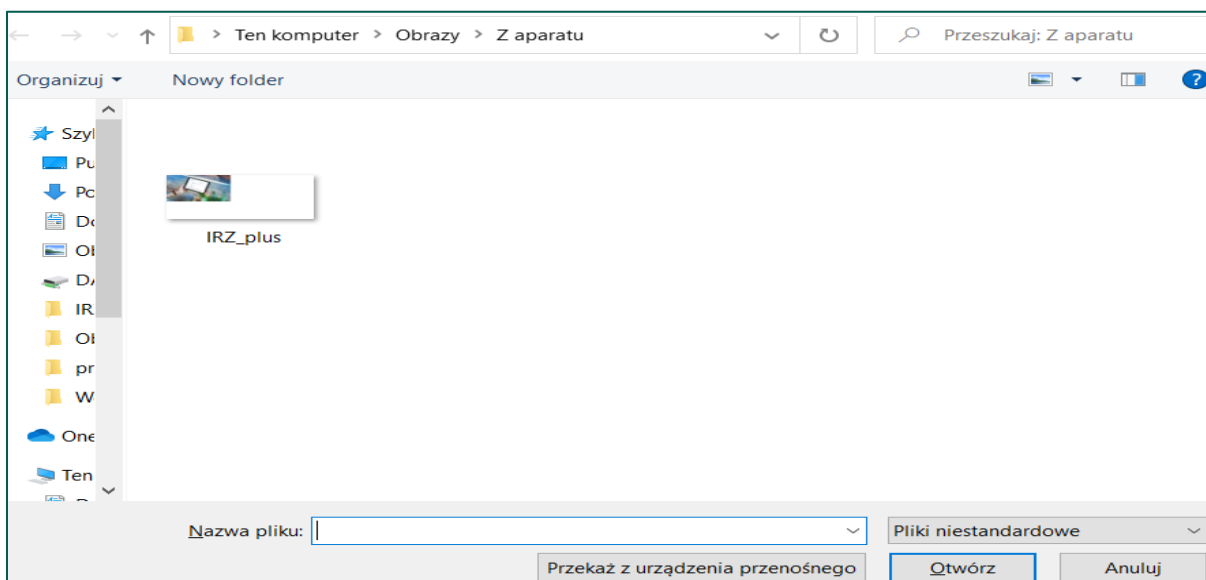 Ten komputer > Obrazy > Z aparatu
Przeszukaj: Z aparatu
Organizuj
Nowy folder
?
Szyl
Pu
Po
Do
Ob
DA
IR
Ob
pr
W
One
Ten
IRZ_plus
Nazwa pliku:
Pliki niestandardowe
Przekaż z urządzenia przenośnego
Otwórz
Anuluj